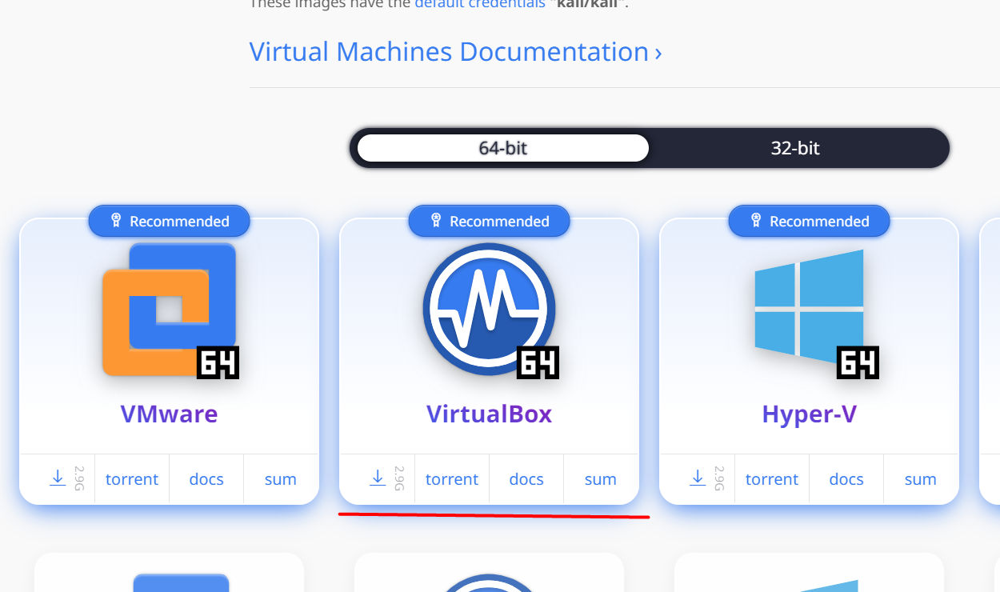 These images have the default credentials "kali/kali".
Virtual Machines Documentation ›
64-bit 32-bit
Recommended Recommended Recommended
64 64 64
VMware VirtualBox Hyper-V
2.9G torrent docs sum 2.9G torrent docs sum 2.9G torrent docs sum